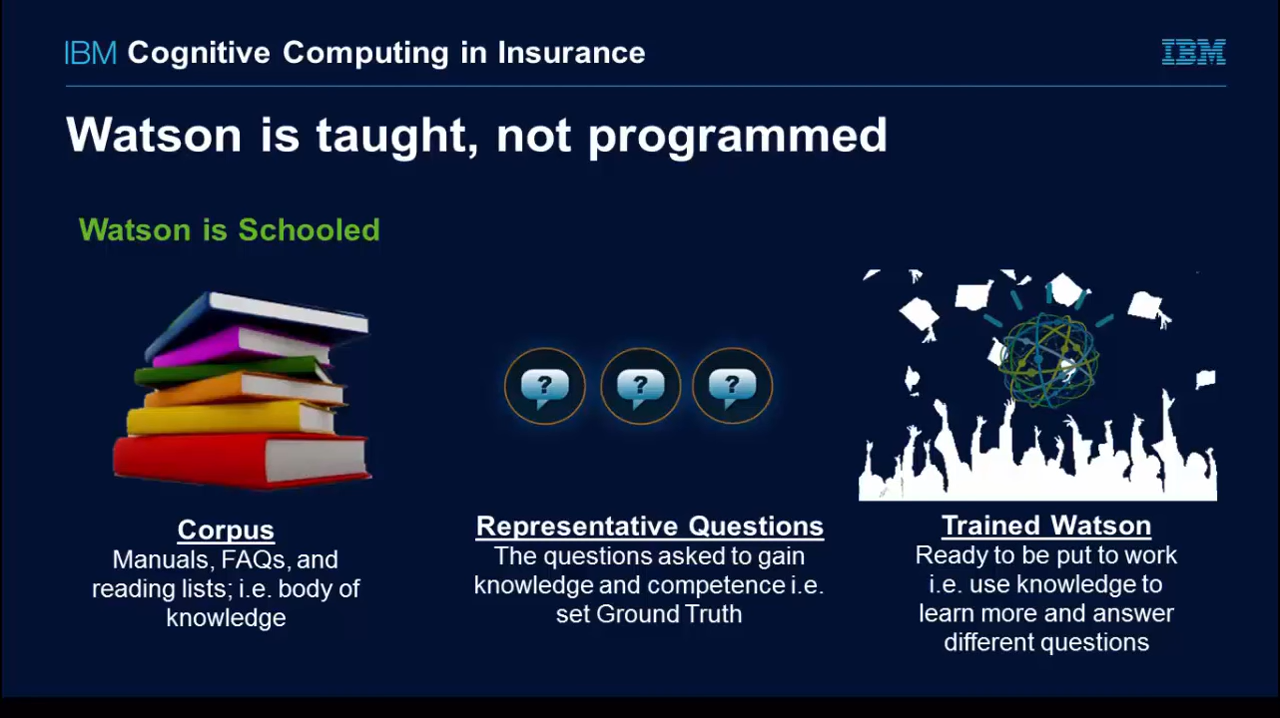 IBM Cognitive Computing in Insurance
IBM
Watson is taught, not programmed
Watson is Schooled
? ? ?
Corpus
Manuals, FAQs, and
reading lists; i.e. body of
knowledge
Representative Questions
The questions asked to gain
knowledge and competence i.e.
set Ground Truth
Trained Watson
Ready to be put to work
i.e. use knowledge to
learn more and answer
different questions